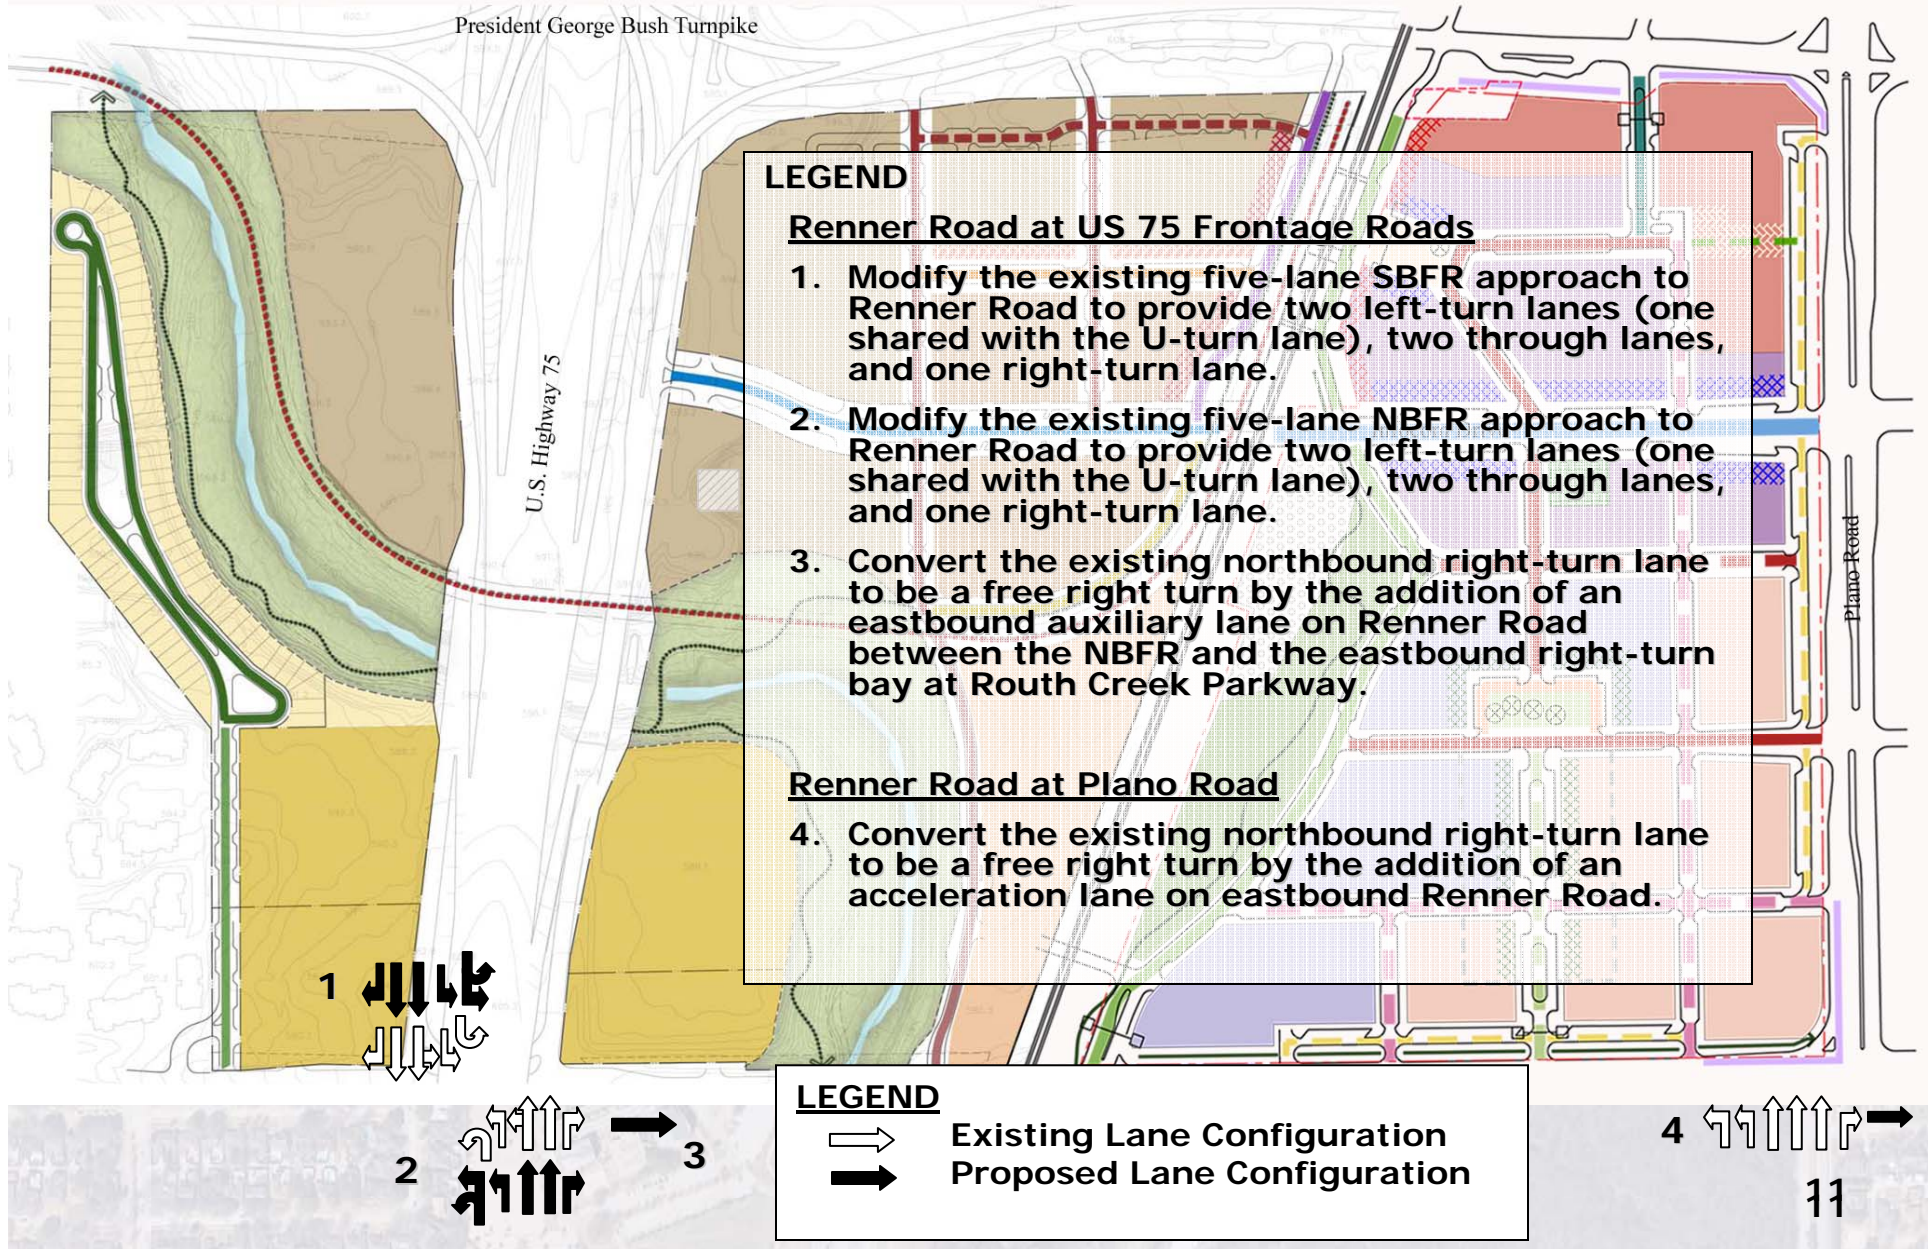 President George Bush Turnpike
LEGEND
Renner Road at US 75 Frontage Roads
1. Modify the existing five-lane SBFR approach to
Renner Road to provide two left-turn lanes (one
shared with the U-turn lane), two through lanes,
and one right-turn lane.
2. Modify the existing five-lane NBFR approach to
Renner Road to provide two left-turn lanes (one
shared with the U-turn lane), two through lanes,
and one right-turn lane.
3. Convert the existing northbound right-turn lane
to be a free right turn by the addition of an
eastbound auxiliary lane on Renner Road
between the NBFR and the eastbound right-turn
bay at Routh Creek Parkway.
Renner Road at Plano Road
4. Convert the existing northbound right-turn lane
to be a free right turn by the addition of an
acceleration lane on eastbound Renner Road.
U.S. Highway 75
Plano Road
1
2
3
LEGEND
Existing Lane Configuration
Proposed Lane Configuration
4
11